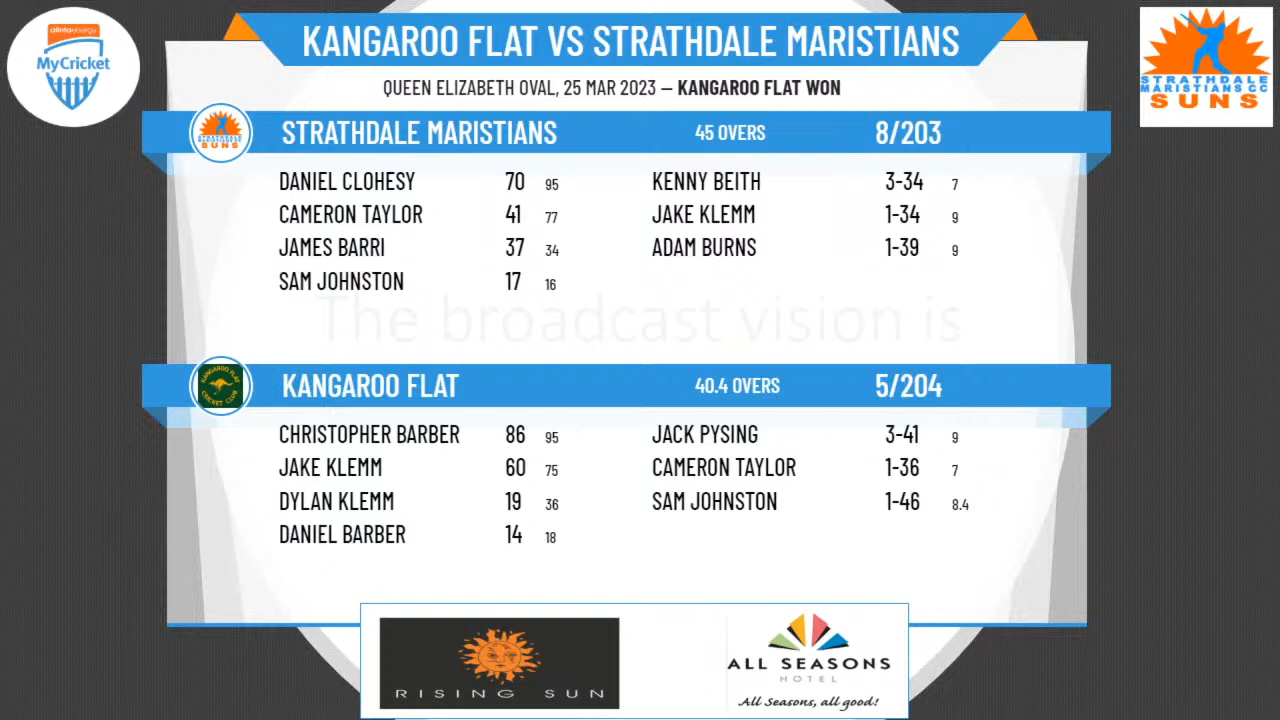 alintaenergy
MyCricket
KANGAROO FLAT VS STRATHDALE MARISTIANS
QUEEN ELIZABETH OVAL, 25 MAR 2023 – KANGAROO FLAT WON
STRATHDALE
MARISTIANS CC
SUNS
STRATHDALE MARISTIANS 45 OVERS 8/203
DANIEL CLOHESY 70 95 KENNY BEITH 3-34 7
CAMERON TAYLOR 41 77 JAKE KLEMM 1-34 9
JAMES BARRI 37 34 ADAM BURNS 1-39 9
SAM JOHNSTON 17 16
The broadcast vision is
KANGAROO FLAT
CRICKET CLUB
KANGAROO FLAT 40.4 OVERS 5/204
CHRISTOPHER BARBER 86 95 JACK PYSING 3-41 9
JAKE KLEMM 60 75 CAMERON TAYLOR 1-36 7
DYLAN KLEMM 19 36 SAM JOHNSTON 1-46 8.4
DANIEL BARBER 14 18
RISING SUN
ALL SEASONS
HOTEL
All Seasons, all good!